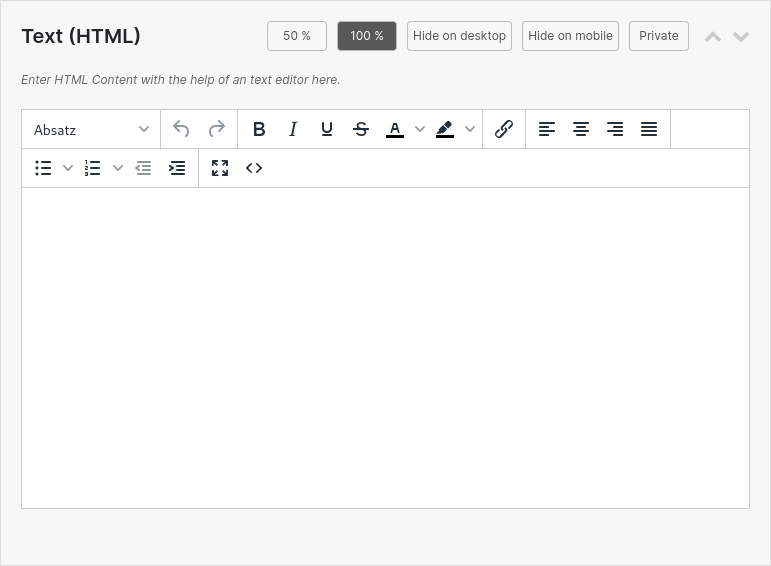 Text (HTML)
50 %
100 %
Hide on desktop
Hide on mobile
Private
Enter HTML Content with the help of an text editor here.
Absatz